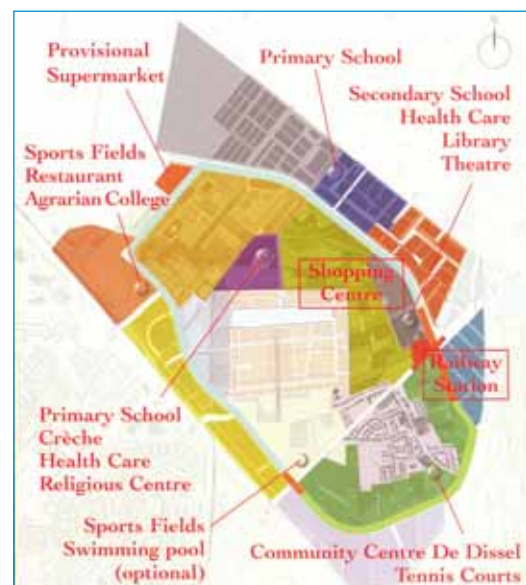 Provisional
Supermarket
Primary School
Secondary School
Health Care
Library
Theatre
Sports Fields
Restaurant
Agrarian College
Shopping
Centre
Railway
Station
Primary School
Crèche
Health Care
Religious Centre
Sports Fields
Swimming pool
(optional)
Community Centre De Dissel
Tennis Courts